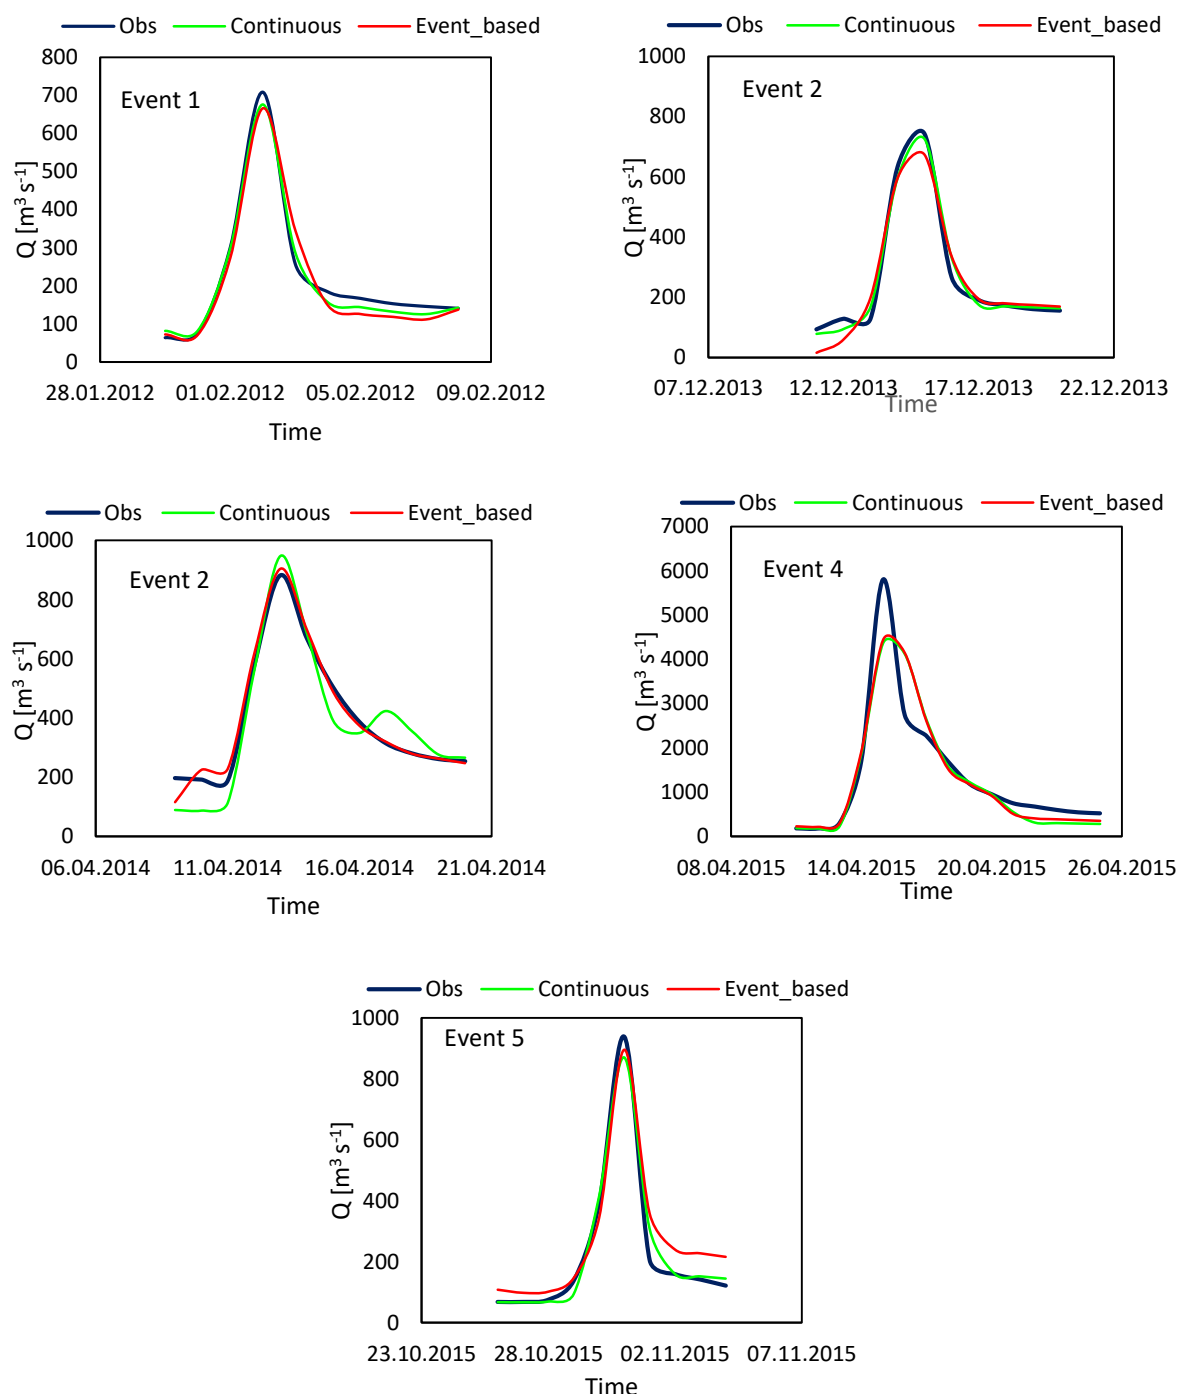 Obs Continuous Event_based
Event 1
Q [m³ s⁻¹]
800
700
600
500
400
300
200
100
0
28.01.2012 01.02.2012 05.02.2012 09.02.2012
Time
Obs Continuous Event_based
Event 2
Q [m³ s⁻¹]
1000
800
600
400
200
0
07.12.2013 12.12.2013 17.12.2013 22.12.2013
Time
Obs Continuous Event_based
Event 2
Q [m³ s⁻¹]
1000
800
600
400
200
0
06.04.2014 11.04.2014 16.04.2014 21.04.2014
Time
Obs Continuous Event_based
Event 4
Q [m³ s⁻¹]
7000
6000
5000
4000
3000
2000
1000
0
08.04.2015 14.04.2015 20.04.2015 26.04.2015
Time
Obs Continuous Event_based
Event 5
Q [m³ s⁻¹]
1000
800
600
400
200
0
23.10.2015 28.10.2015 02.11.2015 07.11.2015
Time